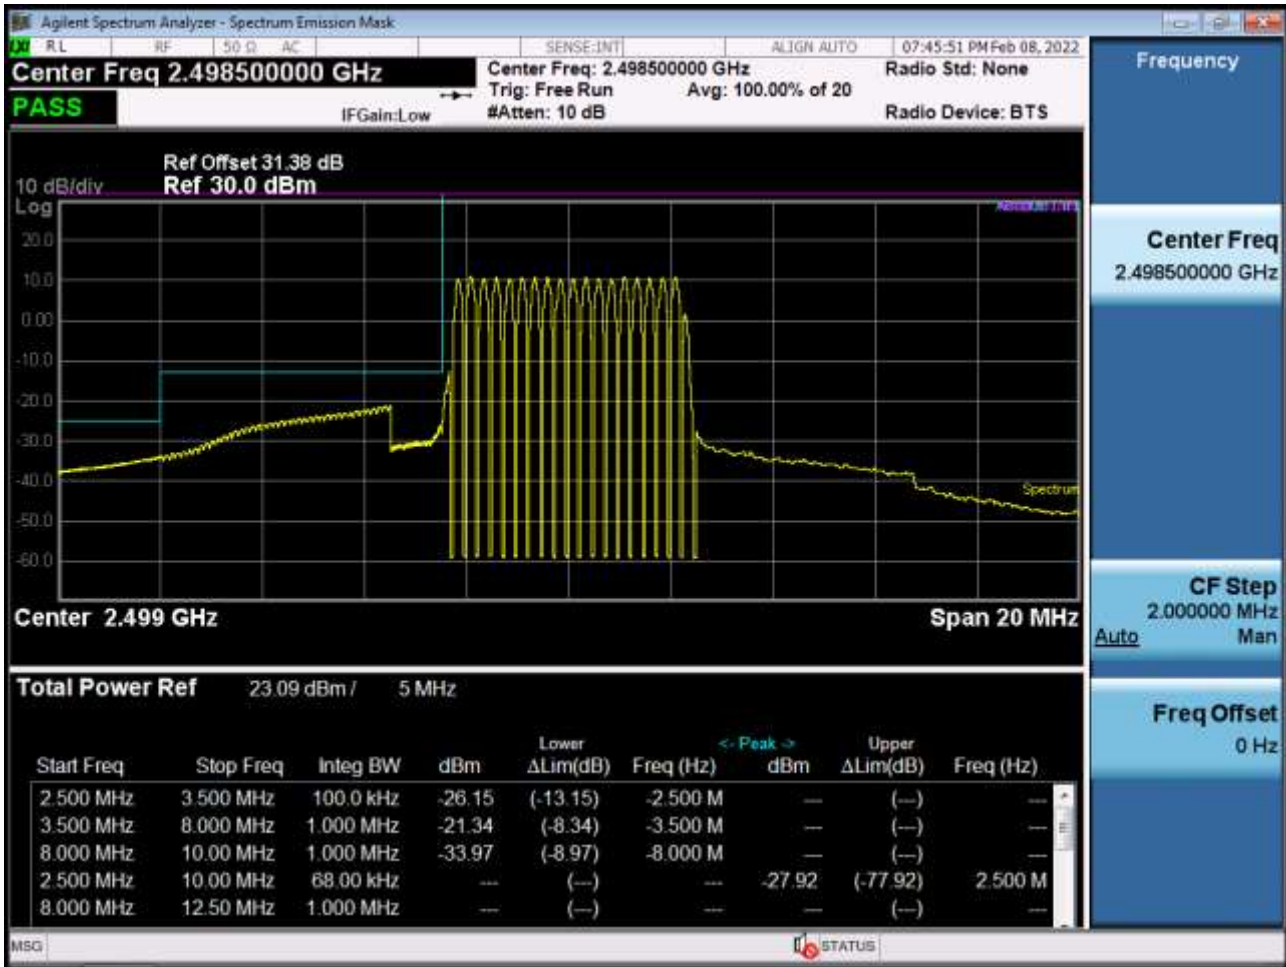 Agilent Spectrum Analyzer - Spectrum Emission Mask
RL RF 50 Ω AC SENSE:INT ALIGN AUTO 07:45:51 PM Feb 08, 2022
Center Freq 2.498500000 GHz
Center Freq: 2.498500000 GHz Radio Std: None
Trig: Free Run Avg: 100.00% of 20
PASS
IFGain:Low #Atten: 10 dB Radio Device: BTS
Ref Offset 31.38 dB
10 dB/div Ref 30.0 dBm
Log
20.0
10.0
0.00
-10.0
-20.0
-30.0
-40.0
Spectrum
-50.0
-60.0
Center 2.499 GHz Span 20 MHz
Total Power Ref 23.09 dBm / 5 MHz
Lower <- Peak -> Upper
Start Freq Stop Freq Integ BW dBm ΔLim(dB) Freq (Hz) dBm ΔLim(dB) Freq (Hz)
2.500 MHz 3.500 MHz 100.0 kHz -26.15 (-13.15) -2.500 M --- (---) ---
3.500 MHz 8.000 MHz 1.000 MHz -21.34 (-8.34) -3.500 M --- (---) ---
8.000 MHz 10.00 MHz 1.000 MHz -33.97 (-8.97) -8.000 M --- (---) ---
2.500 MHz 10.00 MHz 68.00 kHz --- (---) --- -27.92 (-77.92) 2.500 M
8.000 MHz 12.50 MHz 1.000 MHz --- (---) --- --- (---) ---
MSG STATUS
Frequency
Center Freq
2.498500000 GHz
CF Step
2.000000 MHz
Auto Man
Freq Offset
0 Hz